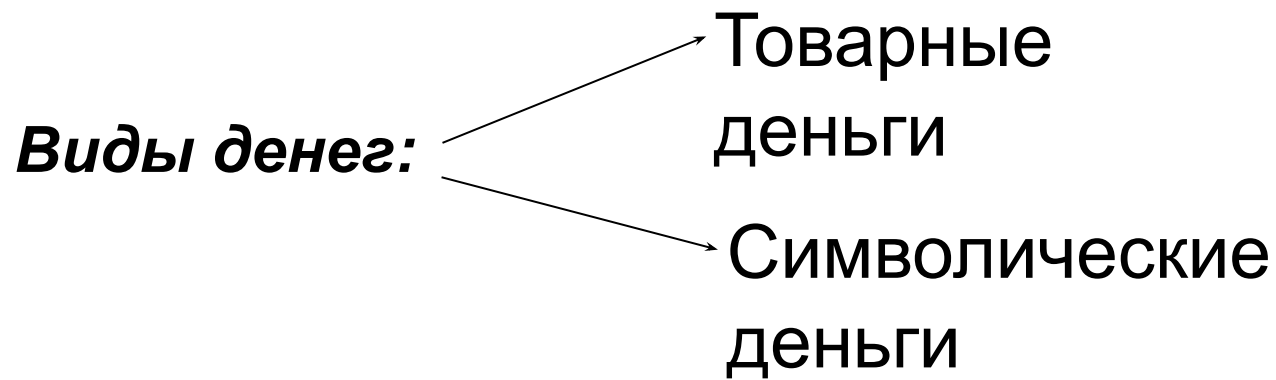 Виды денег:
Товарные
деньги
Символические
деньги